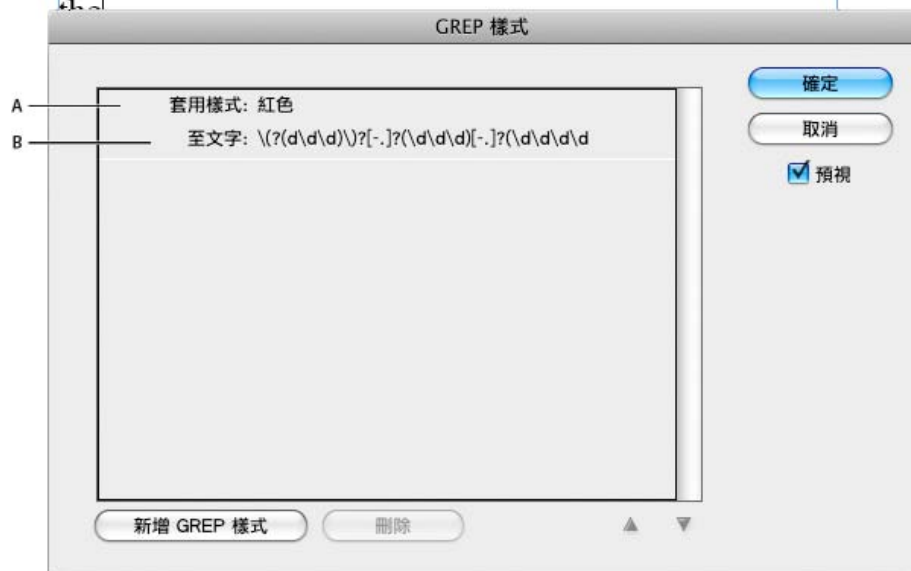 the
GREP 樣式
A
套用樣式: 紅色
B
至文字: \(?(d\d\d)\)?[-.]?(\d\d\d)[-.]?(\d\d\d\d
確定
取消
預視
新增 GREP 樣式
刪除